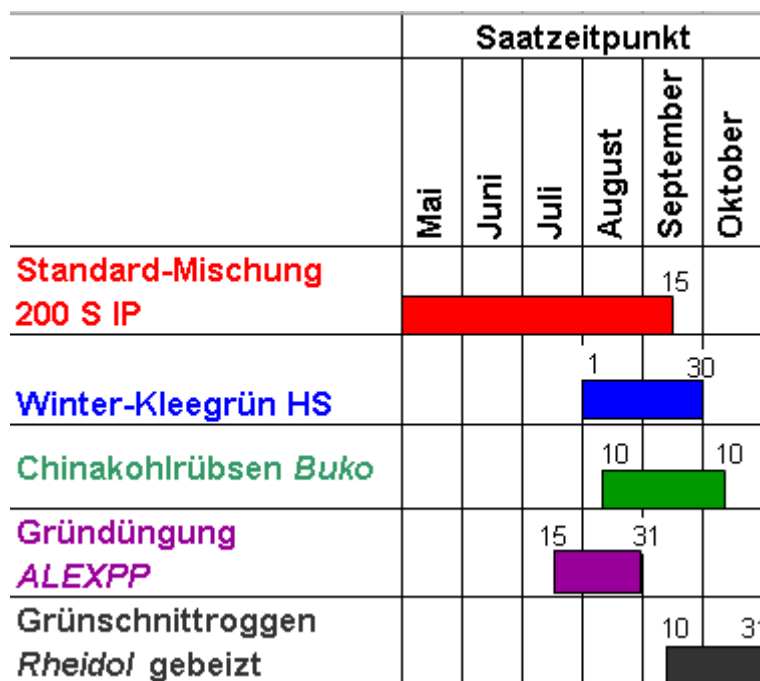 Saatzeitpunkt
Mai Juni Juli August September Oktober
Standard-Mischung
200 S IP
15
Winter-Kleegrün HS
1 30
Chinakohlrübsen Buko
10 10
Gründüngung
ALEXPP
15 31
Grünschnittroggen
Rheidol gebeizt
10 31